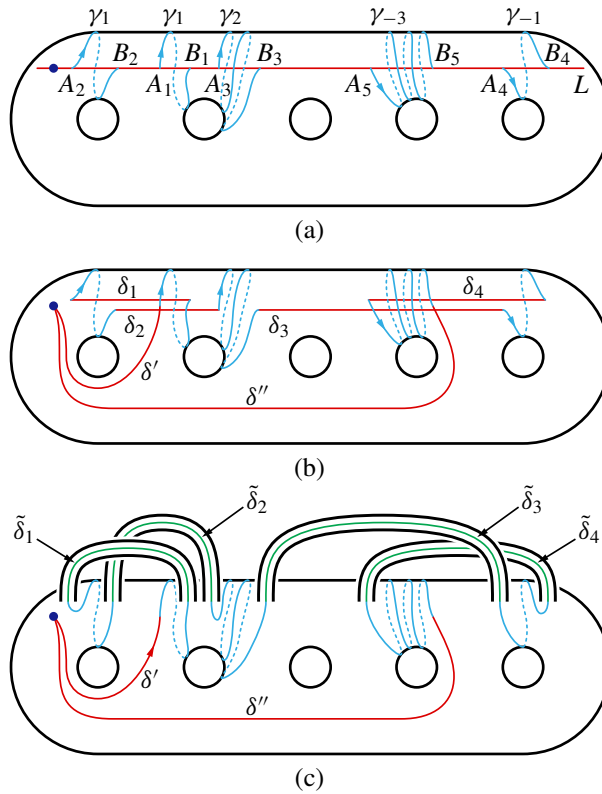 γ₁ γ₁ γ₂ γ₋₃ γ₋₁
B₂ B₁ B₃ B₅ B₄
A₂ A₁ A₃ A₅ A₄ L
(a)
δ₁ δ₄
δ₂ δ₃
δ′
δ″
(b)
δ̃₁ δ̃₂ δ̃₃ δ̃₄
δ′
δ″
(c)